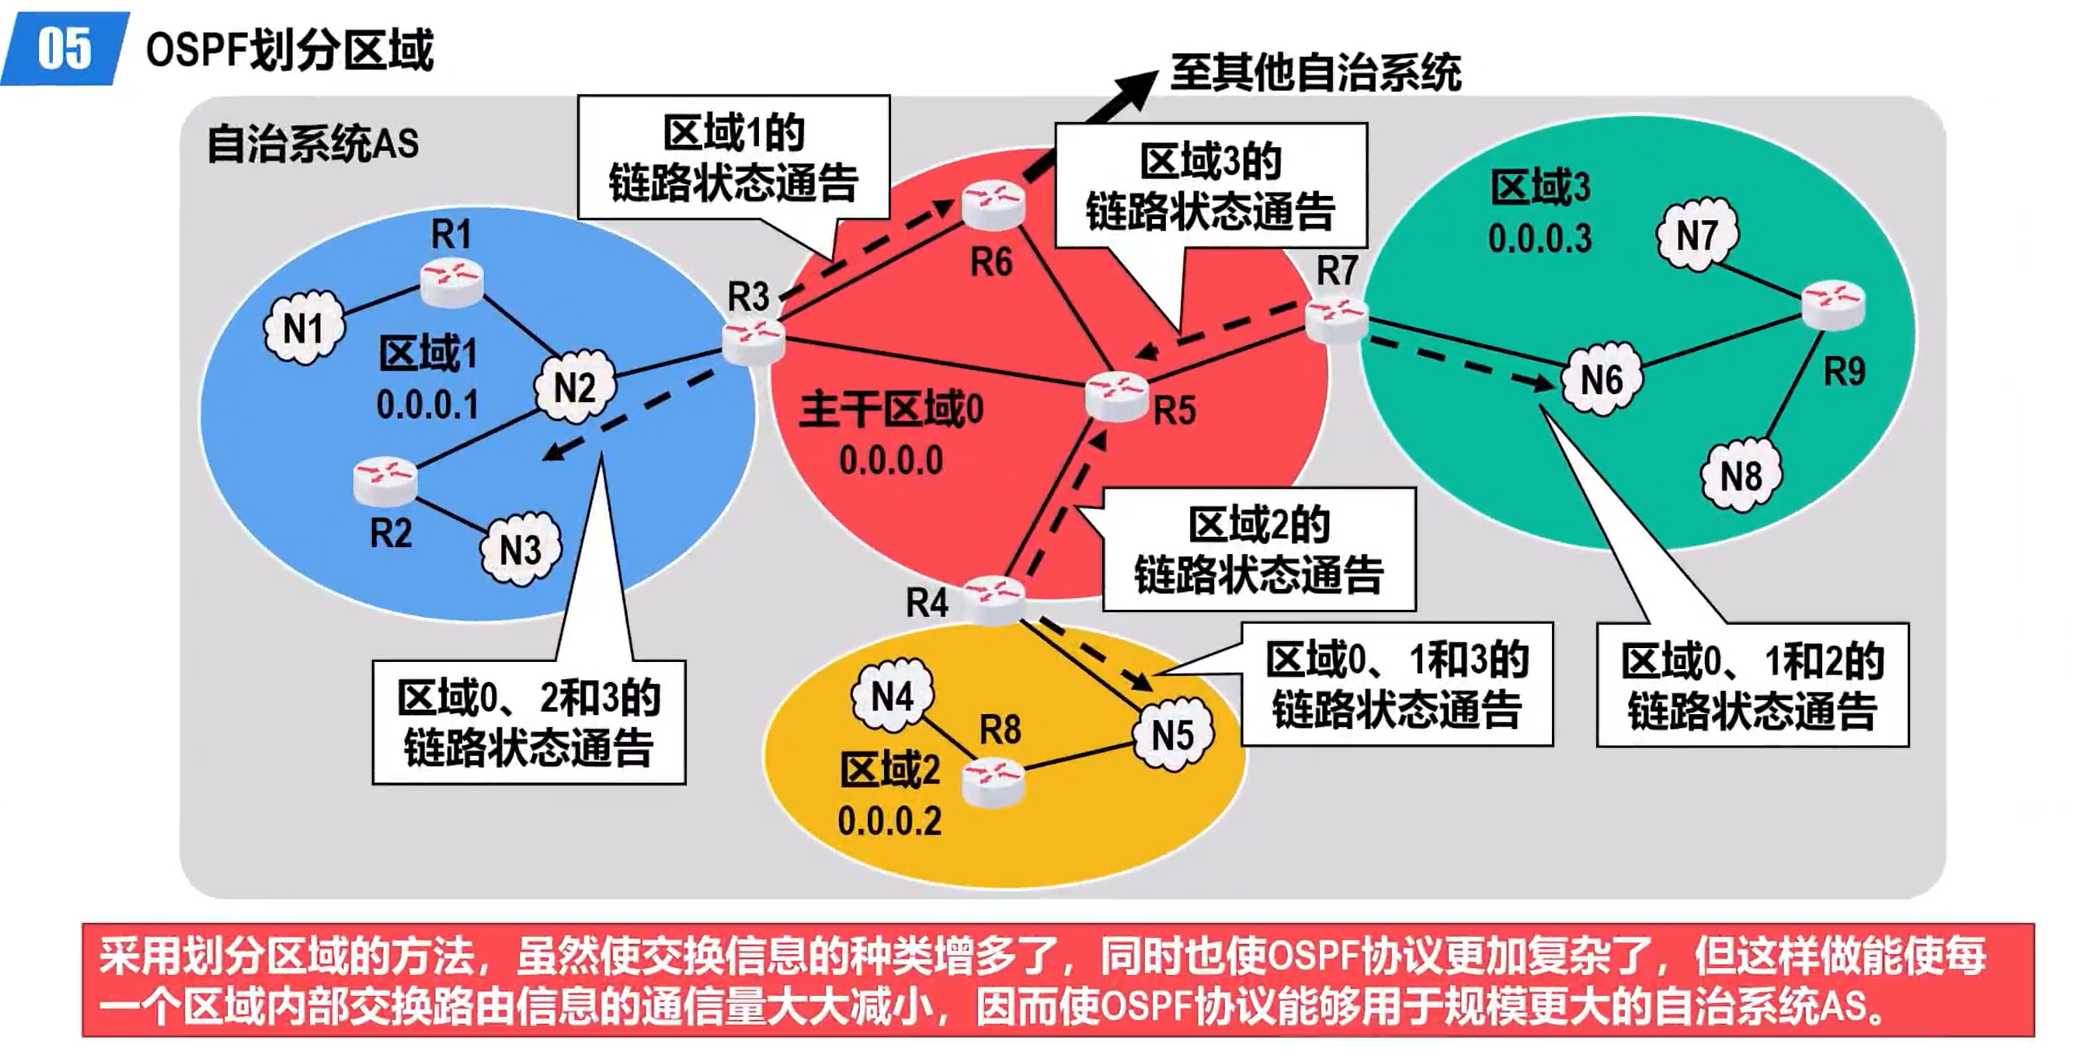 05
OSPF划分区域
至其他自治系统
自治系统AS
区域1的
链路状态通告
区域3的
链路状态通告
区域3
0.0.0.3
N7
R1
R6
R7
R3
N1
区域1
0.0.0.1
N2
主干区域0
0.0.0.0
R5
N6
R9
N8
R2
N3
区域2的
链路状态通告
R4
区域0、2和3的
链路状态通告
区域0、1和3的
链路状态通告
区域0、1和2的
链路状态通告
N4
R8
N5
区域2
0.0.0.2
采用划分区域的方法，虽然使交换信息的种类增多了，同时也使OSPF协议更加复杂了，但这样做能使每
一个区域内部交换路由信息的通信量大大减小，因而使OSPF协议能够用于规模更大的自治系统AS。